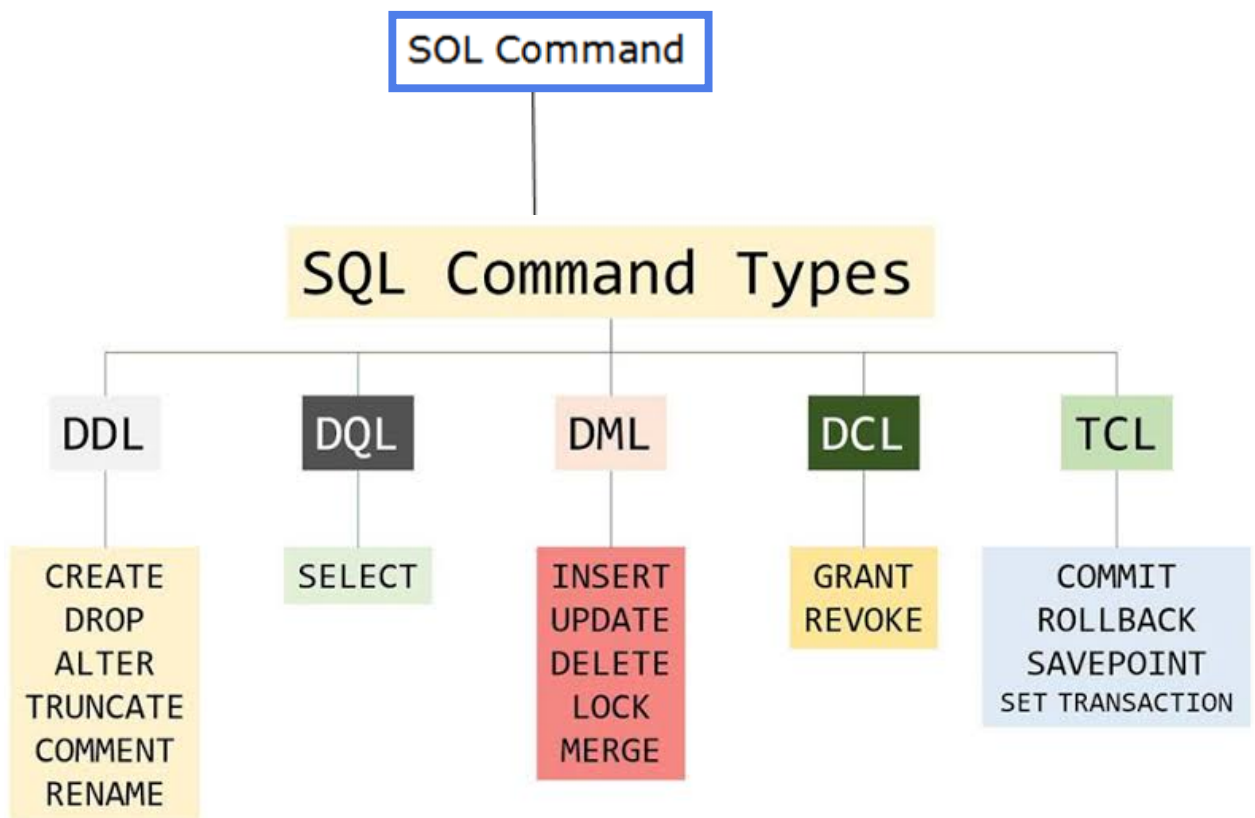 SOL Command
SQL Command Types
DDL
DQL
DML
DCL
TCL
CREATE
DROP
ALTER
TRUNCATE
COMMENT
RENAME
SELECT
INSERT
UPDATE
DELETE
LOCK
MERGE
GRANT
REVOKE
COMMIT
ROLLBACK
SAVEPOINT
SET TRANSACTION